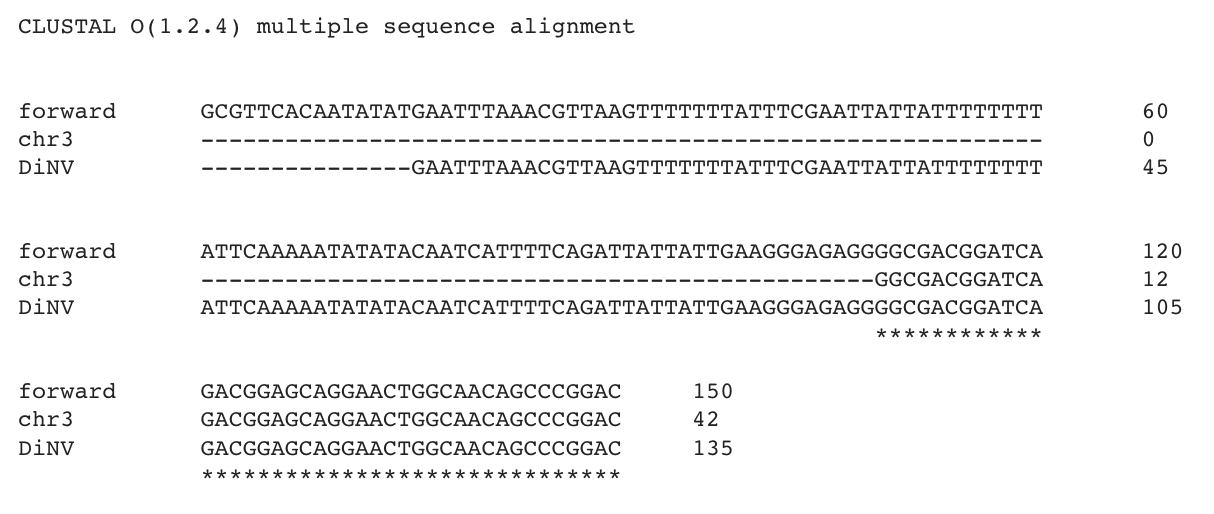 CLUSTAL O(1.2.4) multiple sequence alignment
forward GCGTTCACAATATATGAATTTAAACGTTAAGTTTTTTTATTTCGAATTATTATTTTTTTT 60
chr3 ------------------------------------------------------------ 0
DiNV ---------------GAATTTAAACGTTAAGTTTTTTTATTTCGAATTATTATTTTTTTT 45
forward ATTCAAAAATATATACAATCATTTTCAGATTATTATTGAAGGGAGAGGGGCGACGGATCA 120
chr3 ------------------------------------------------GGCGACGGATCA 12
DiNV ATTCAAAAATATATACAATCATTTTCAGATTATTATTGAAGGGAGAGGGGCGACGGATCA 105
************
forward GACGGAGCAGGAACTGGCAACAGCCCGGAC 150
chr3 GACGGAGCAGGAACTGGCAACAGCCCGGAC 42
DiNV GACGGAGCAGGAACTGGCAACAGCCCGGAC 135
******************************